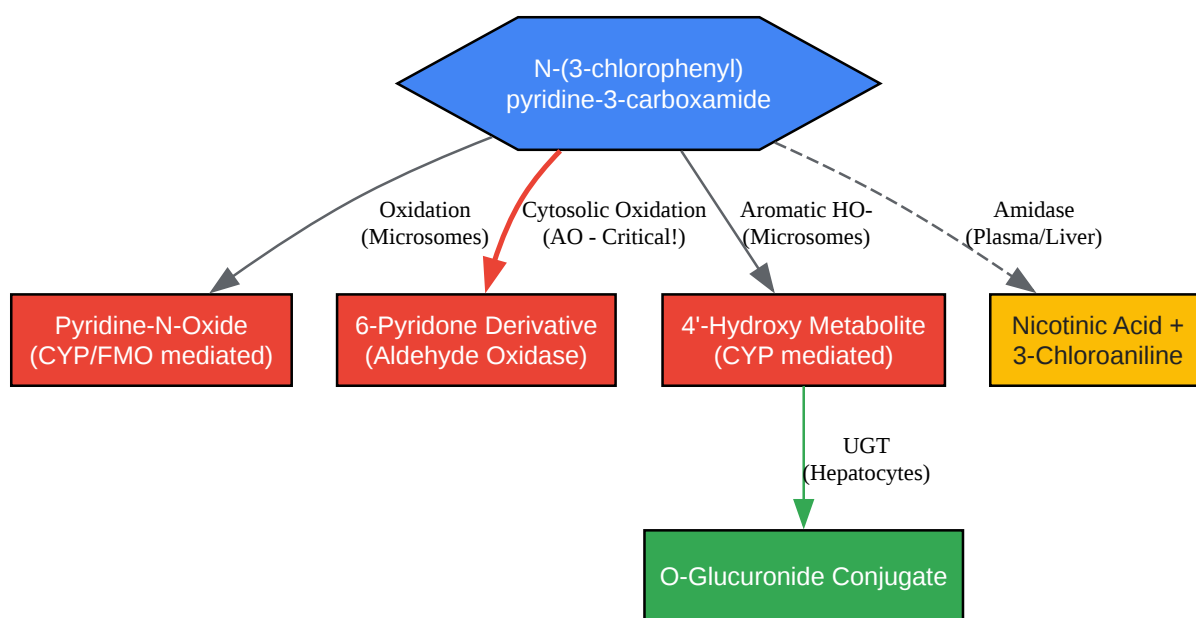 N-(3-chlorophenyl)
pyridine-3-carboxamide
Oxidation
(Microsomes)
Cytosolic Oxidation
(AO - Critical!)
Aromatic HO-
(Microsomes)
Amidase
(Plasma/Liver)
Pyridine-N-Oxide
(CYP/FMO mediated)
6-Pyridone Derivative
(Aldehyde Oxidase)
4'-Hydroxy Metabolite
(CYP mediated)
Nicotinic Acid +
3-Chloroaniline
UGT
(Hepatocytes)
O-Glucuronide Conjugate